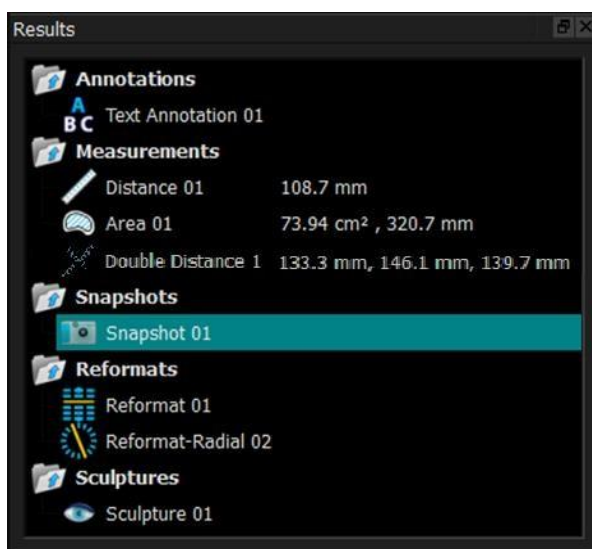 Results
Annotations
A
BC Text Annotation 01
Measurements
Distance 01 108.7 mm
Area 01 73.94 cm² , 320.7 mm
Double Distance 1 133.3 mm, 146.1 mm, 139.7 mm
Snapshots
Snapshot 01
Reformats
Reformat 01
Reformat-Radial 02
Sculptures
Sculpture 01